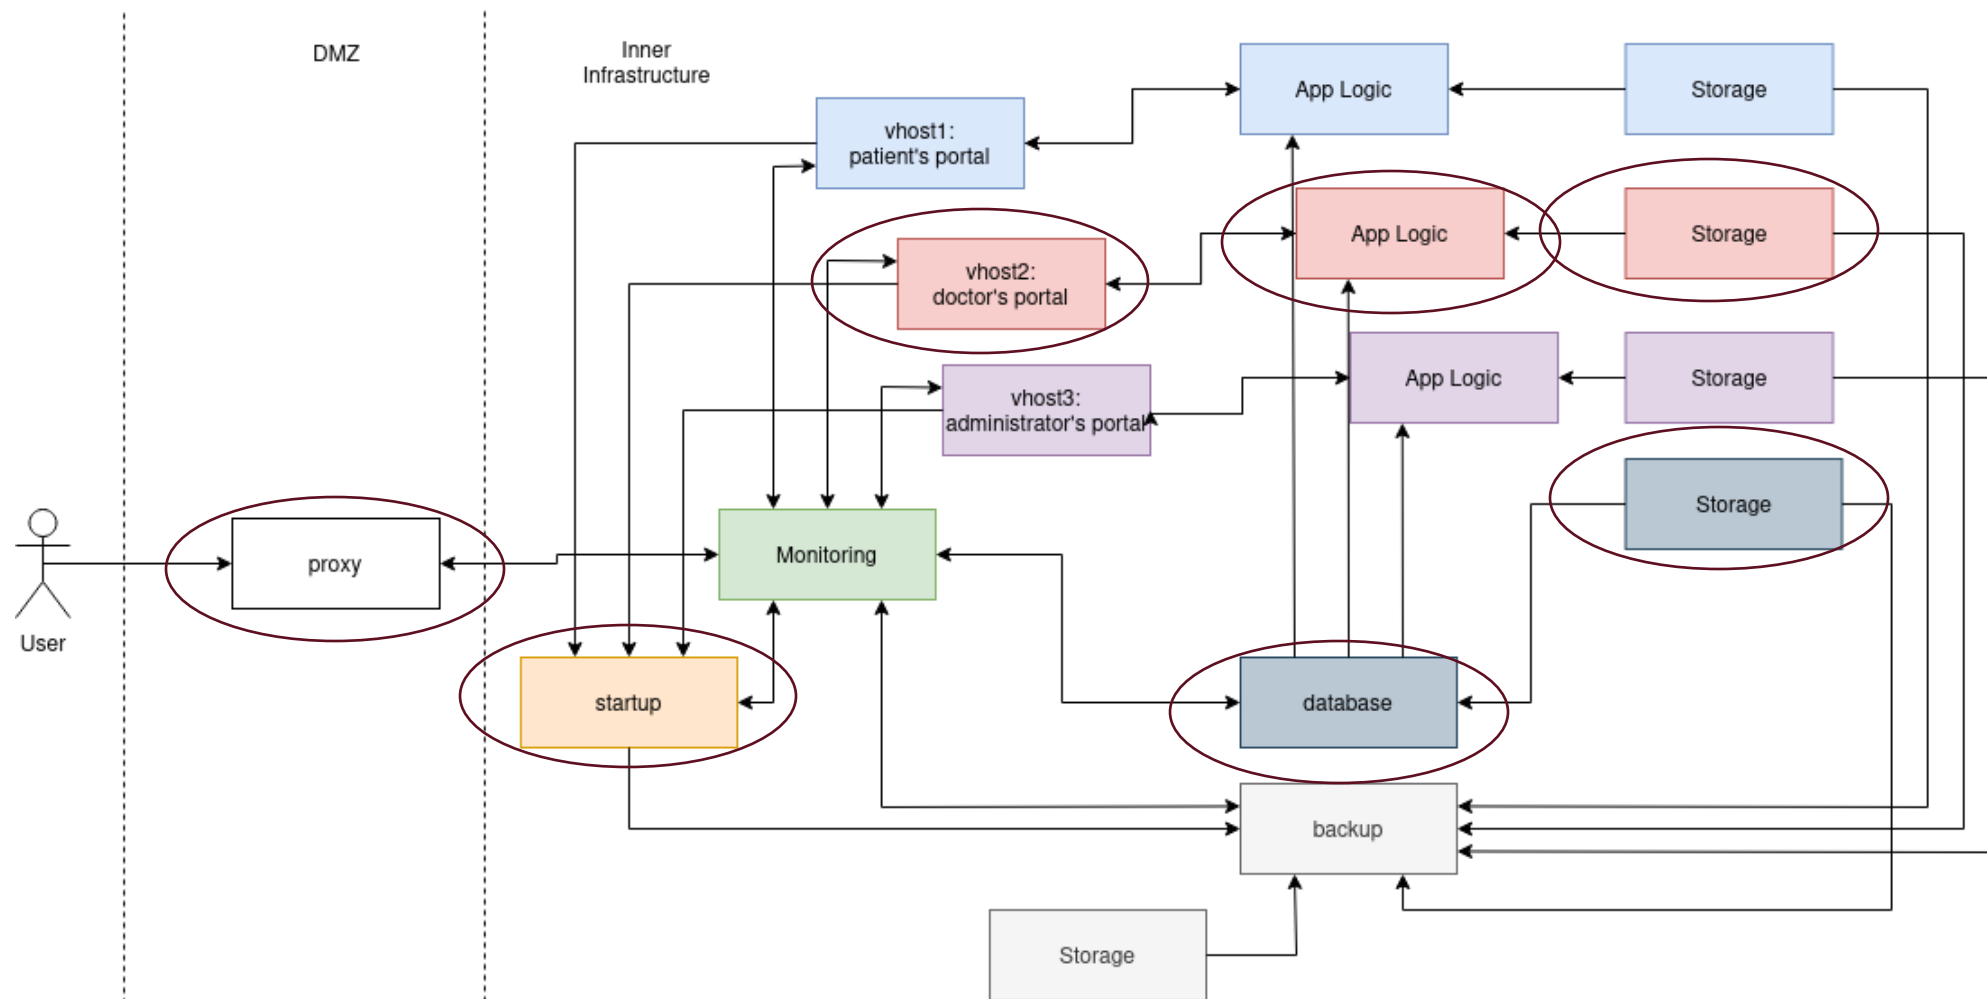 DMZ
Inner
Infrastructure
App Logic
Storage
vhost1:
patient's portal
App Logic
Storage
vhost2:
doctor's portal
App Logic
Storage
vhost3:
administrator's portal
Storage
proxy
Monitoring
User
startup
database
backup
Storage